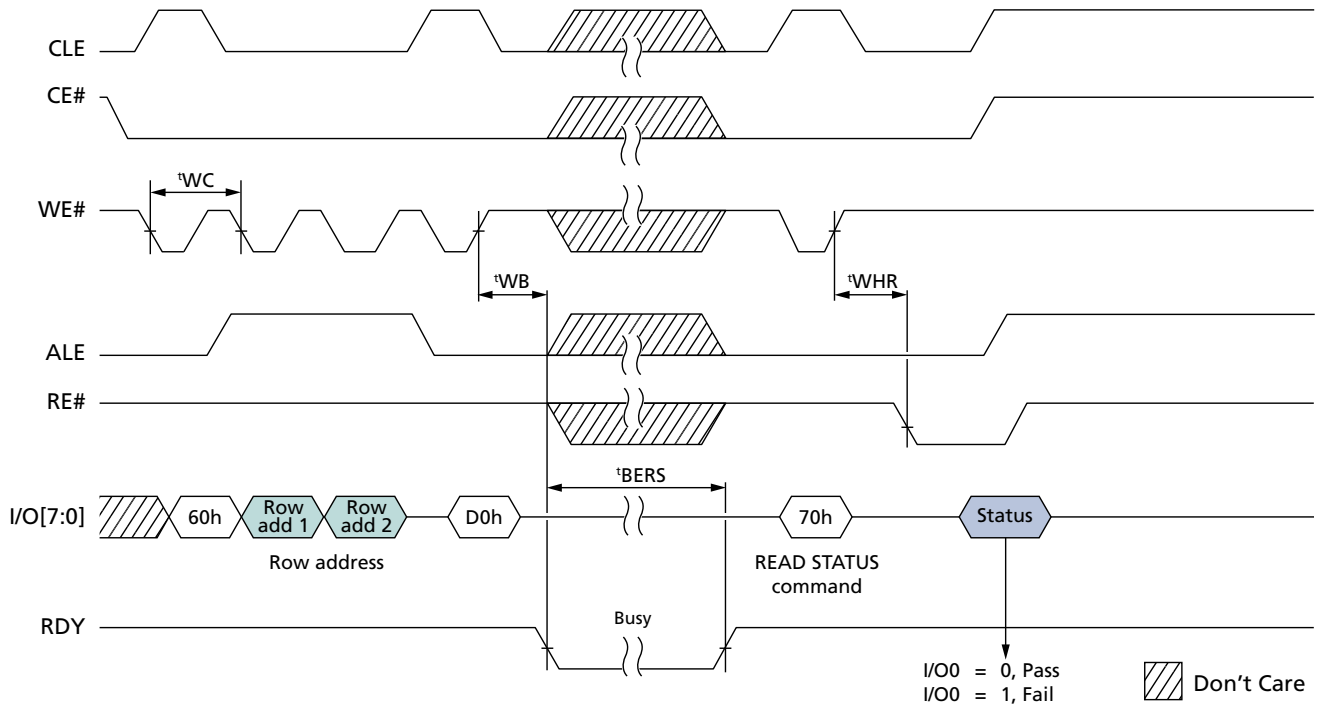 CLE
CE#
tWC
WE#
tWB
tWHR
ALE
RE#
tBERS
I/O[7:0]
60h
Row add 1
Row add 2
D0h
70h
Status
Row address
READ STATUS
command
RDY
Busy
I/O0 = 0, Pass
I/O0 = 1, Fail
Don't Care